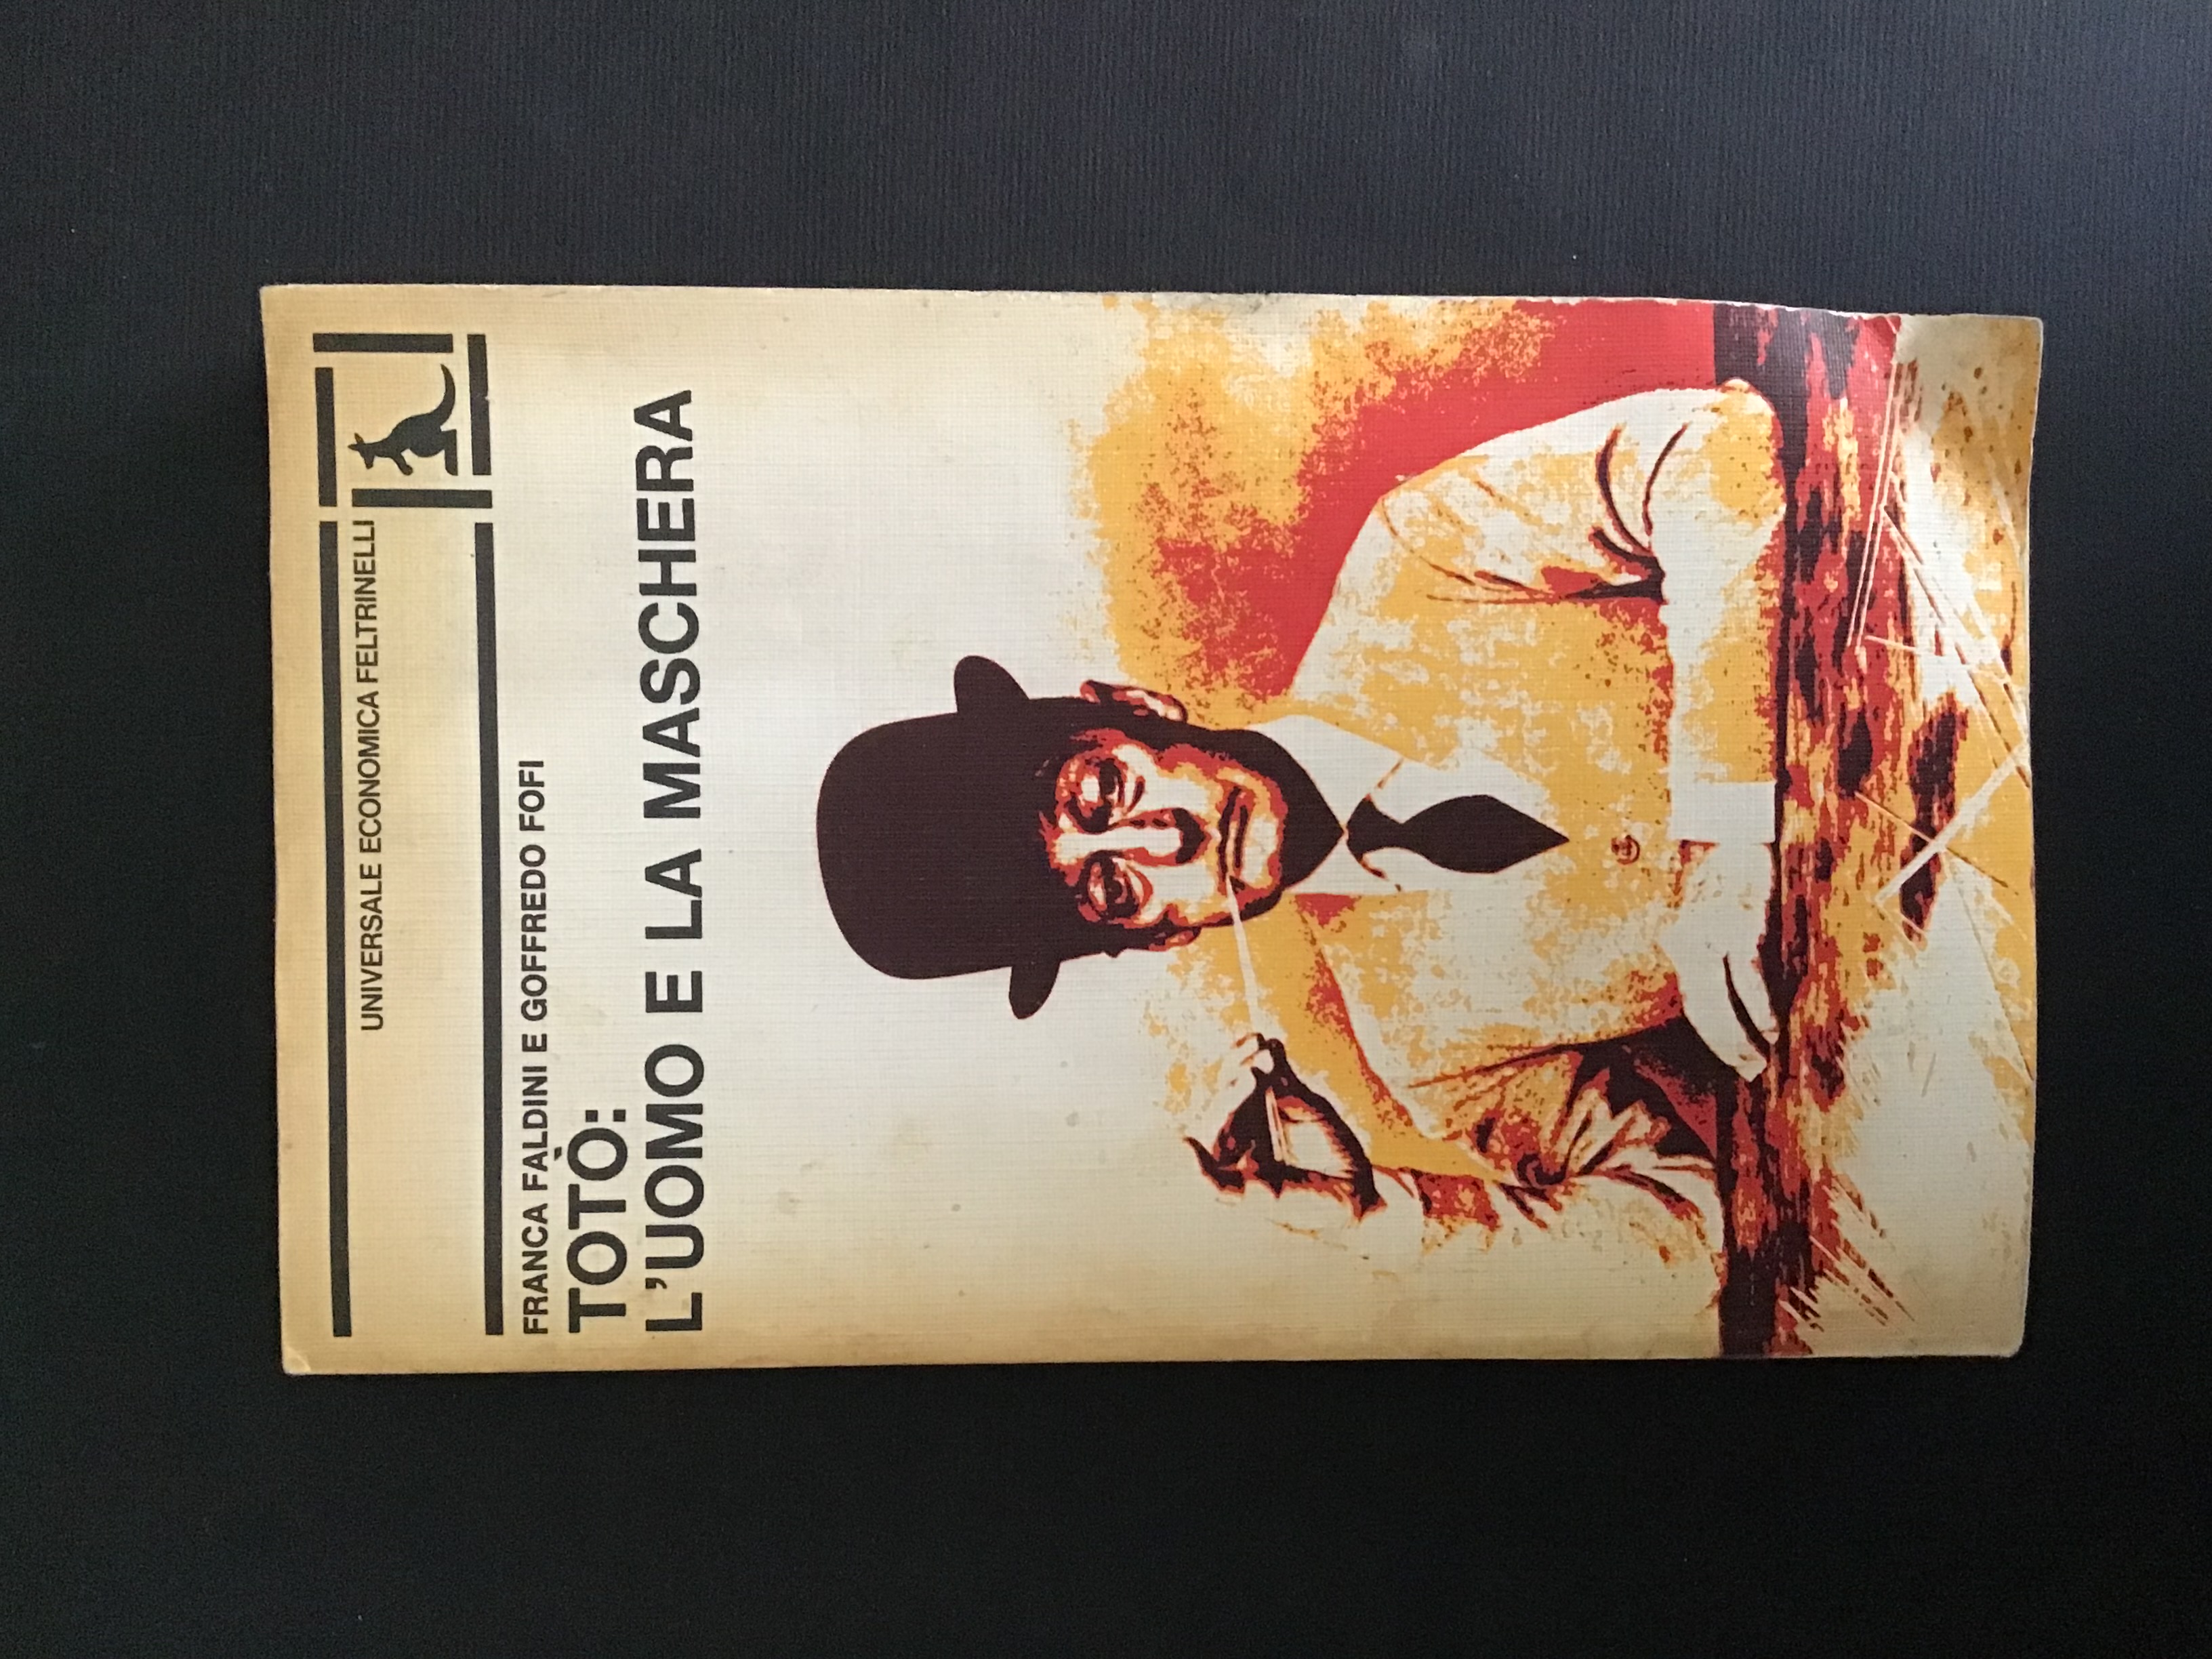 UNIVERSALE ECONOMICA FELTRINELLI
FRANCA FALDINI E GOFFREDO FOFI
TOTÒ:
L'UOMO E LA MASCHERA